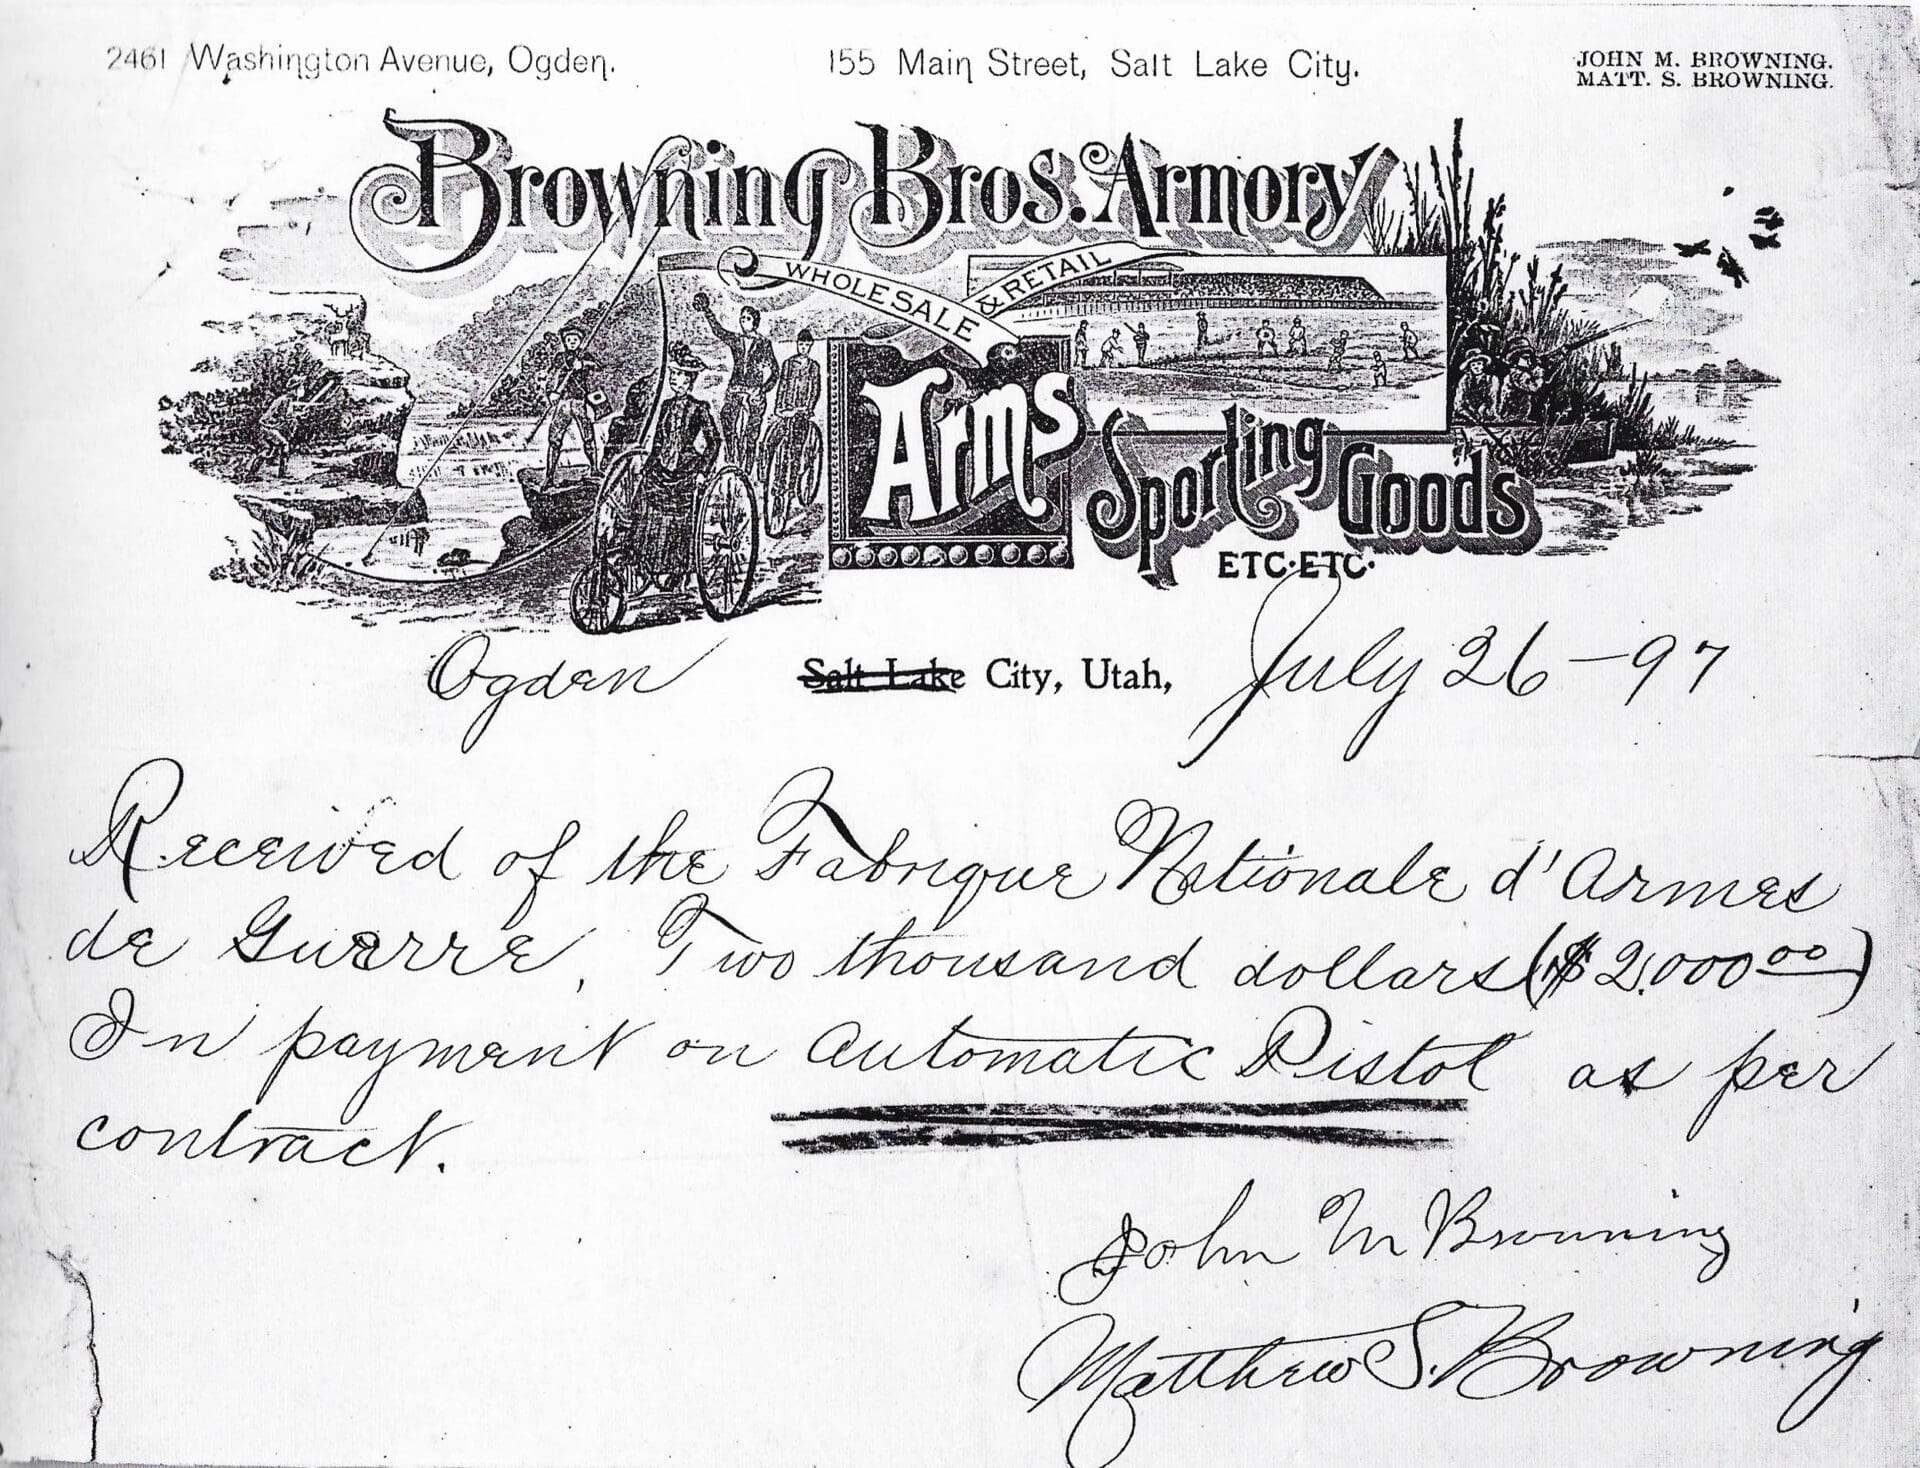 2461 Washington Avenue, Ogden. 155 Main Street, Salt Lake City. JOHN M. BROWNING.
MATT. S. BROWNING.
Browning Bros. Armory
WHOLESALE & RETAIL
Arms
Sporting Goods
ETC. ETC.
Ogden Salt Lake City, Utah, July 26-97
Received of the Fabrique Nationale d'Armes
de Guerre, Two thousand dollars ($2,000.00)
In payment on Automatic Pistol as per
contract.
John M Browning
Matthew S. Browning